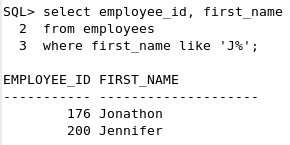 SQL> select employee_id, first_name
  2  from employees
  3  where first_name like 'J%';
EMPLOYEE_ID FIRST_NAME
----------- --------------------
        176 Jonathon
        200 Jennifer